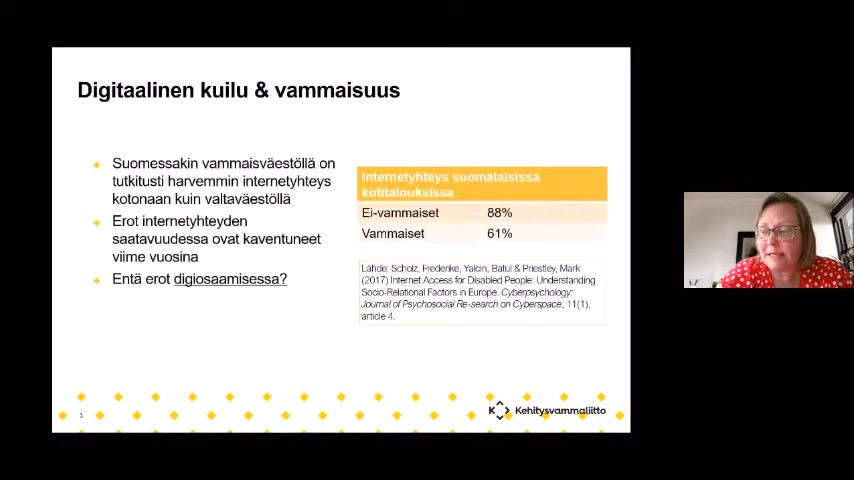 Digitaalinen kuilu & vammaisuus
Suomessakin vammaisväestöllä on
tutkitusti harvemmin internetyhteys
kotonaan kuin valtaväestöllä
Erot internetyhteyden
saatavuudessa ovat kaventuneet
viime vuosina
Entä erot digiosaamisessa?
Internetyhteys suomalaisissa
kotitalouksissa
Ei-vammaiset 88%
Vammaiset 61%
Lähde: Scholz, Frederike, Yalcin, Batul & Priestley, Mark
(2017) Internet Access for Disabled People: Understanding
Socio-Relational Factors in Europe. Cyberpsychology:
Journal of Psychosocial Re-search on Cyberspace, 11(1),
article 4.
3
Kehitysvammaliitto